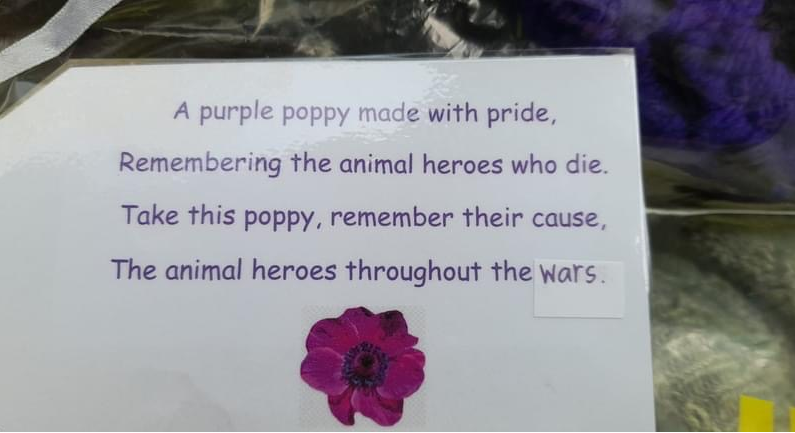 A purple poppy made with pride,
Remembering the animal heroes who die.
Take this poppy, remember their cause,
The animal heroes throughout the wars.